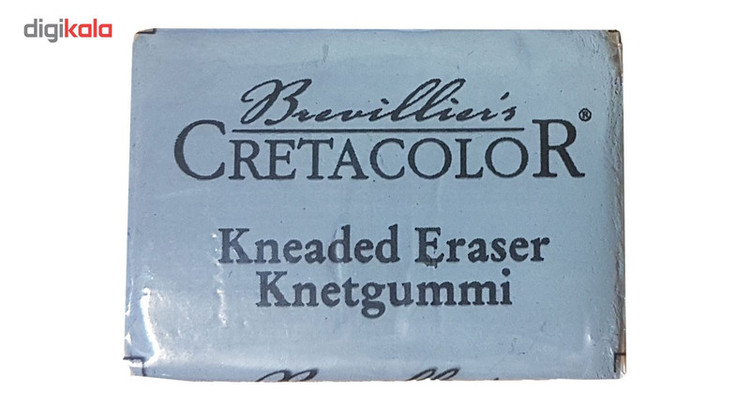 digikala
Brevillier's
CRETACOLOR®
Kneaded Eraser
Knetgummi